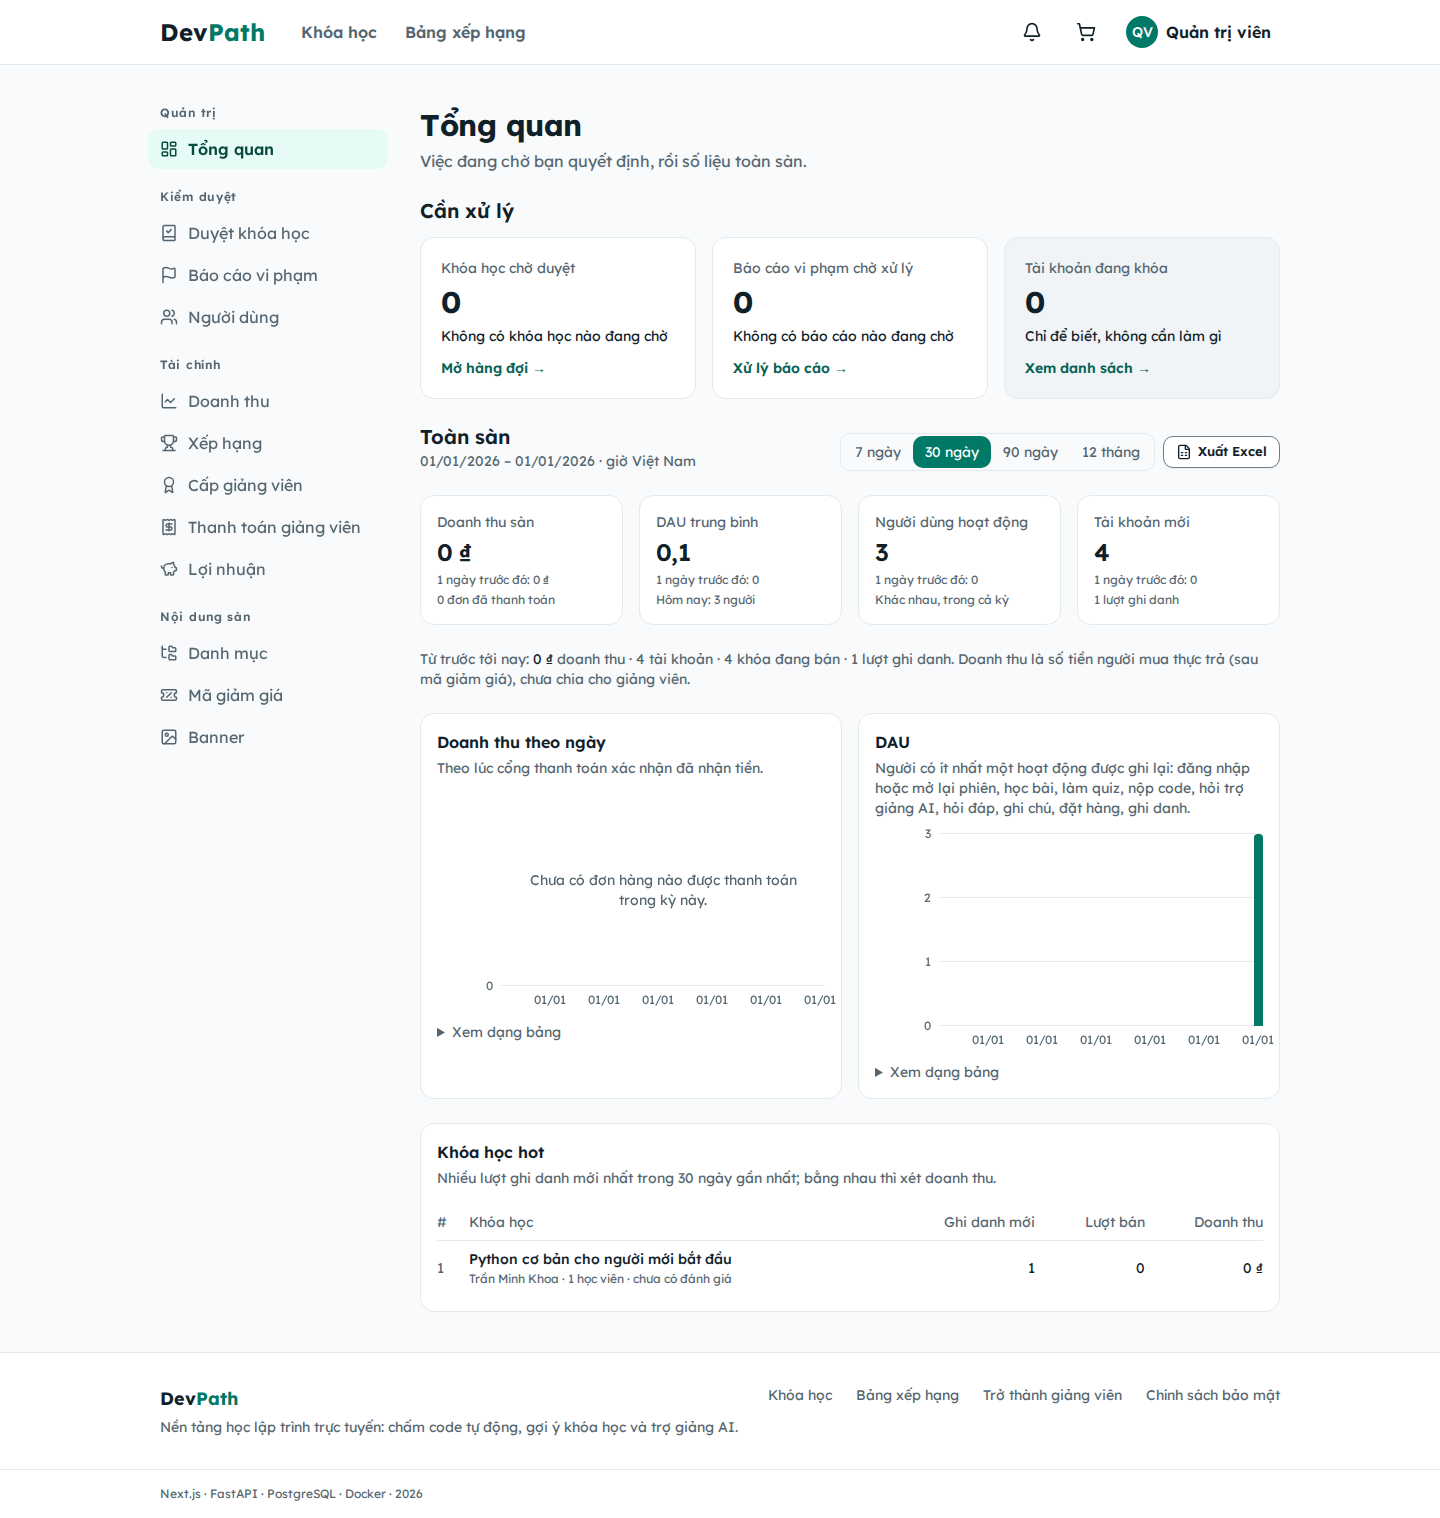 DevPath
Khóa học
Bảng xếp hạng
QV
Quản trị viên
Quản trị
Tổng quan
Kiểm duyệt
Duyệt khóa học
Báo cáo vi phạm
Người dùng
Tài chính
Doanh thu
Xếp hạng
Cấp giảng viên
Thanh toán giảng viên
Lợi nhuận
Nội dung sàn
Danh mục
Mã giảm giá
Banner
Tổng quan
Việc đang chờ bạn quyết định, rồi số liệu toàn sàn.
Cần xử lý
Khóa học chờ duyệt
0
Không có khóa học nào đang chờ
Mở hàng đợi →
Báo cáo vi phạm chờ xử lý
0
Không có báo cáo nào đang chờ
Xử lý báo cáo →
Tài khoản đang khóa
0
Chỉ để biết, không cần làm gì
Xem danh sách →
Toàn sàn
01/01/2026 – 01/01/2026 · giờ Việt Nam
7 ngày
30 ngày
90 ngày
12 tháng
Xuất Excel
Doanh thu sàn
0 ₫
1 ngày trước đó: 0 ₫
0 đơn đã thanh toán
DAU trung bình
0,1
1 ngày trước đó: 0
Hôm nay: 3 người
Người dùng hoạt động
3
1 ngày trước đó: 0
Khác nhau, trong cả kỳ
Tài khoản mới
4
1 ngày trước đó: 0
1 lượt ghi danh
Từ trước tới nay: 0 ₫ doanh thu · 4 tài khoản · 4 khóa đang bán · 1 lượt ghi danh. Doanh thu là số tiền người mua thực trả (sau
mã giảm giá), chưa chia cho giảng viên.
Doanh thu theo ngày
Theo lúc cổng thanh toán xác nhận đã nhận tiền.
Chưa có đơn hàng nào được thanh toán
trong kỳ này.
0
01/01 01/01 01/01 01/01 01/01 01/01
Xem dạng bảng
DAU
Người có ít nhất một hoạt động được ghi lại: đăng nhập
hoặc mở lại phiên, học bài, làm quiz, nộp code, hỏi trợ
giảng AI, hỏi đáp, ghi chú, đặt hàng, ghi danh.
3
2
1
0
01/01 01/01 01/01 01/01 01/01 01/01
Xem dạng bảng
Khóa học hot
Nhiều lượt ghi danh mới nhất trong 30 ngày gần nhất; bằng nhau thì xét doanh thu.
# Khóa học Ghi danh mới Lượt bán Doanh thu
1 Python cơ bản cho người mới bắt đầu 1 0 0 ₫
Trần Minh Khoa · 1 học viên · chưa có đánh giá
DevPath
Nền tảng học lập trình trực tuyến: chấm code tự động, gợi ý khóa học và trợ giảng AI.
Khóa học
Bảng xếp hạng
Trở thành giảng viên
Chính sách bảo mật
Next.js · FastAPI · PostgreSQL · Docker · 2026